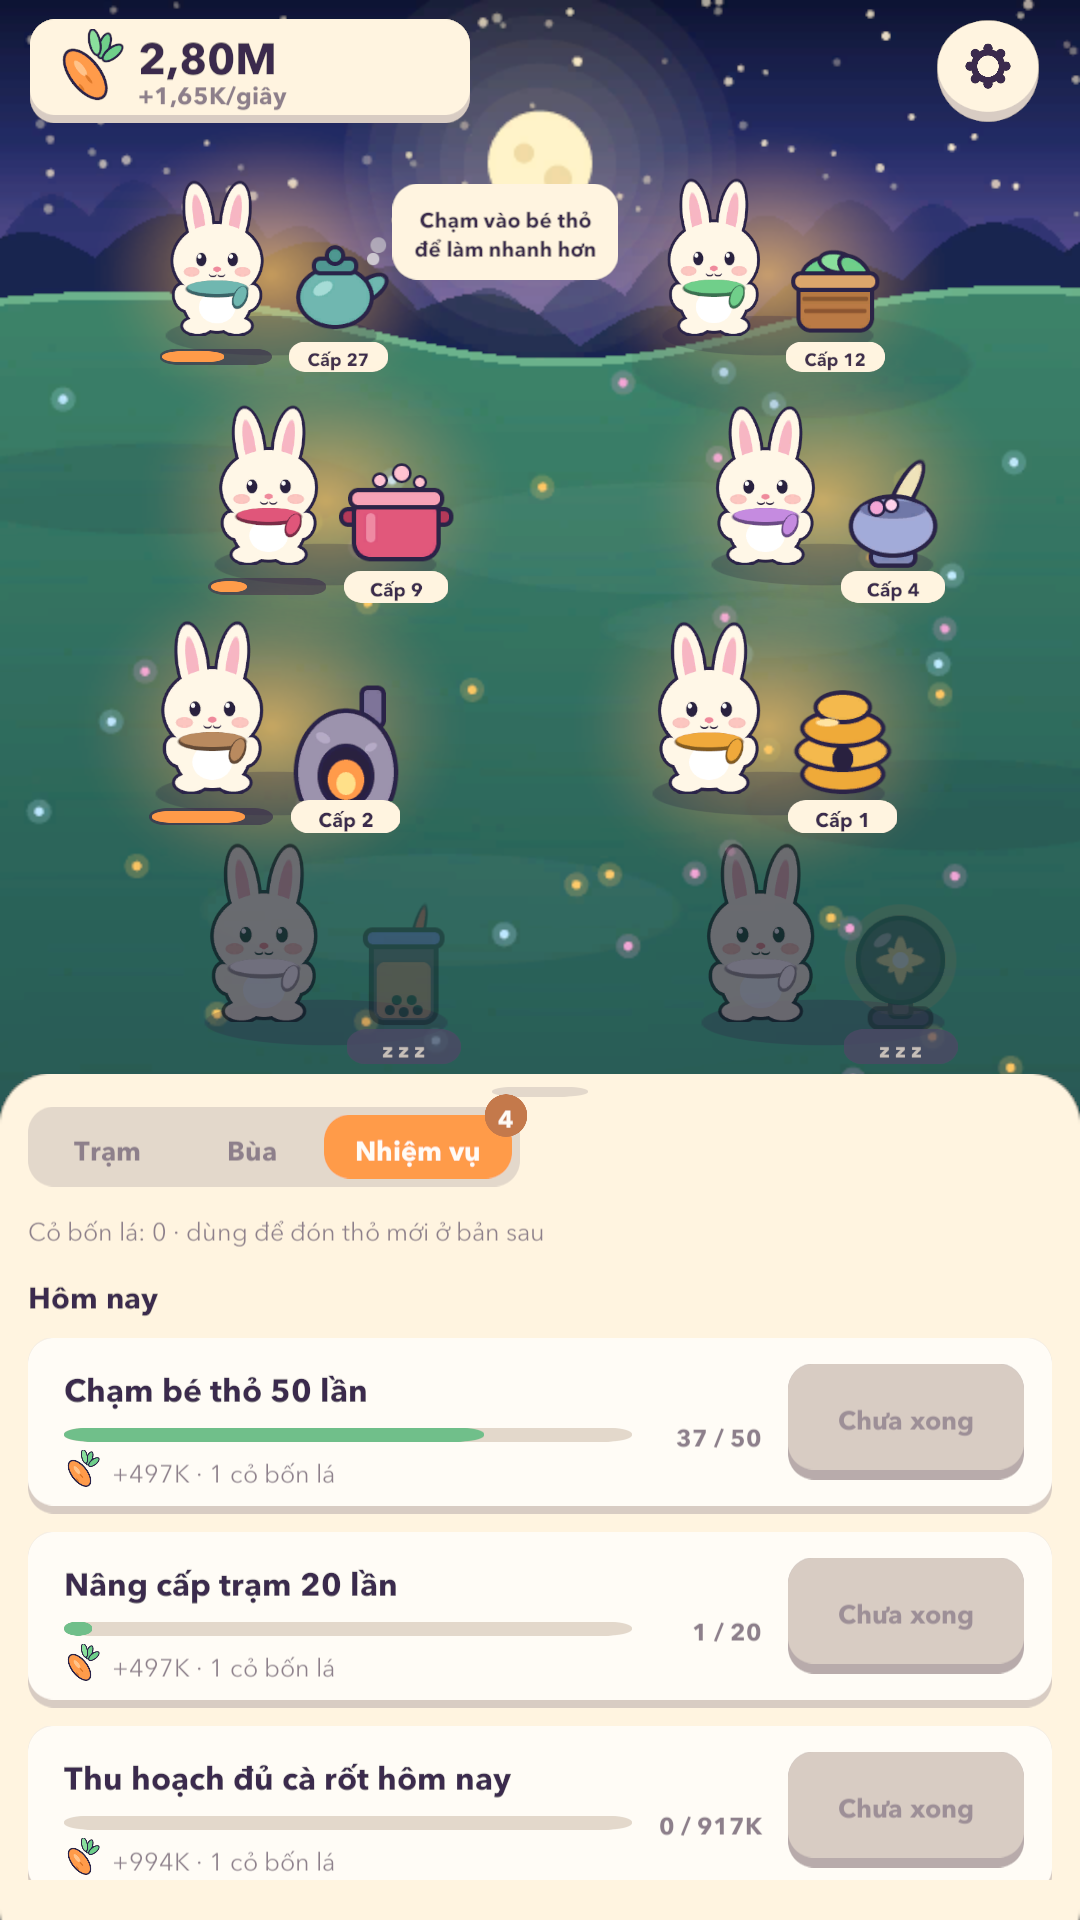 2,80M
+1,65K/giây
Chạm vào bé thỏ
để làm nhanh hơn
Cấp 27
Cấp 12
Cấp 9
Cấp 4
Cấp 2
Cấp 1
z z z
z z z
Trạm
Bùa
Nhiệm vụ
4
Cỏ bốn lá: 0 · dùng để đón thỏ mới ở bản sau
Hôm nay
Chạm bé thỏ 50 lần
37 / 50
Chưa xong
+497K · 1 cỏ bốn lá
Nâng cấp trạm 20 lần
1 / 20
Chưa xong
+497K · 1 cỏ bốn lá
Thu hoạch đủ cà rốt hôm nay
0 / 917K
Chưa xong
+994K · 1 cỏ bốn lá